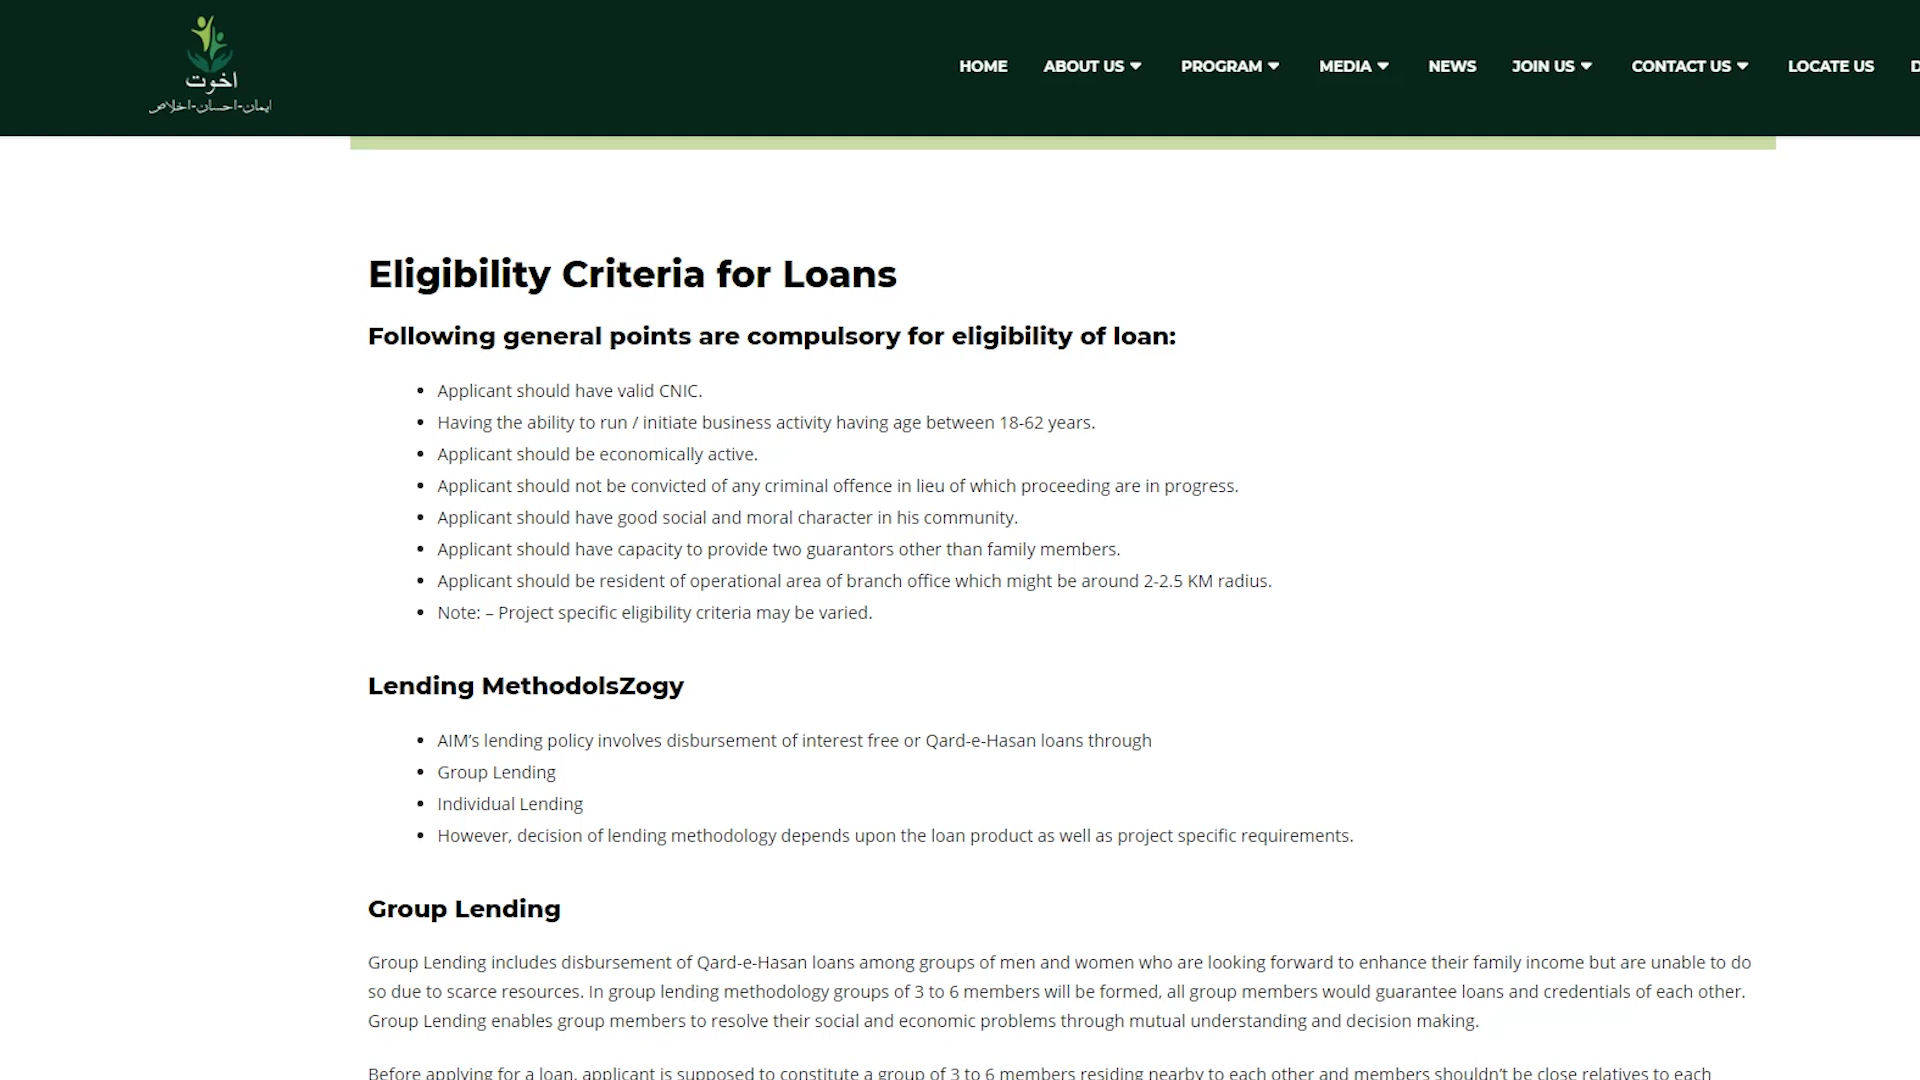 اخوت
ایمان-احسان-اخلاص
HOME ABOUT US PROGRAM MEDIA NEWS JOIN US CONTACT US LOCATE US
Eligibility Criteria for Loans
Following general points are compulsory for eligibility of loan:
• Applicant should have valid CNIC.
• Having the ability to run / initiate business activity having age between 18-62 years.
• Applicant should be economically active.
• Applicant should not be convicted of any criminal offence in lieu of which proceeding are in progress.
• Applicant should have good social and moral character in his community.
• Applicant should have capacity to provide two guarantors other than family members.
• Applicant should be resident of operational area of branch office which might be around 2-2.5 KM radius.
• Note: – Project specific eligibility criteria may be varied.
Lending MethodolsZogy
• AIM’s lending policy involves disbursement of interest free or Qard-e-Hasan loans through
• Group Lending
• Individual Lending
• However, decision of lending methodology depends upon the loan product as well as project specific requirements.
Group Lending
Group Lending includes disbursement of Qard-e-Hasan loans among groups of men and women who are looking forward to enhance their family income but are unable to do
so due to scarce resources. In group lending methodology groups of 3 to 6 members will be formed, all group members would guarantee loans and credentials of each other.
Group Lending enables group members to resolve their social and economic problems through mutual understanding and decision making.
Before applying for a loan, applicant is supposed to constitute a group of 3 to 6 members residing nearby to each other and members shouldn’t be close relatives to each